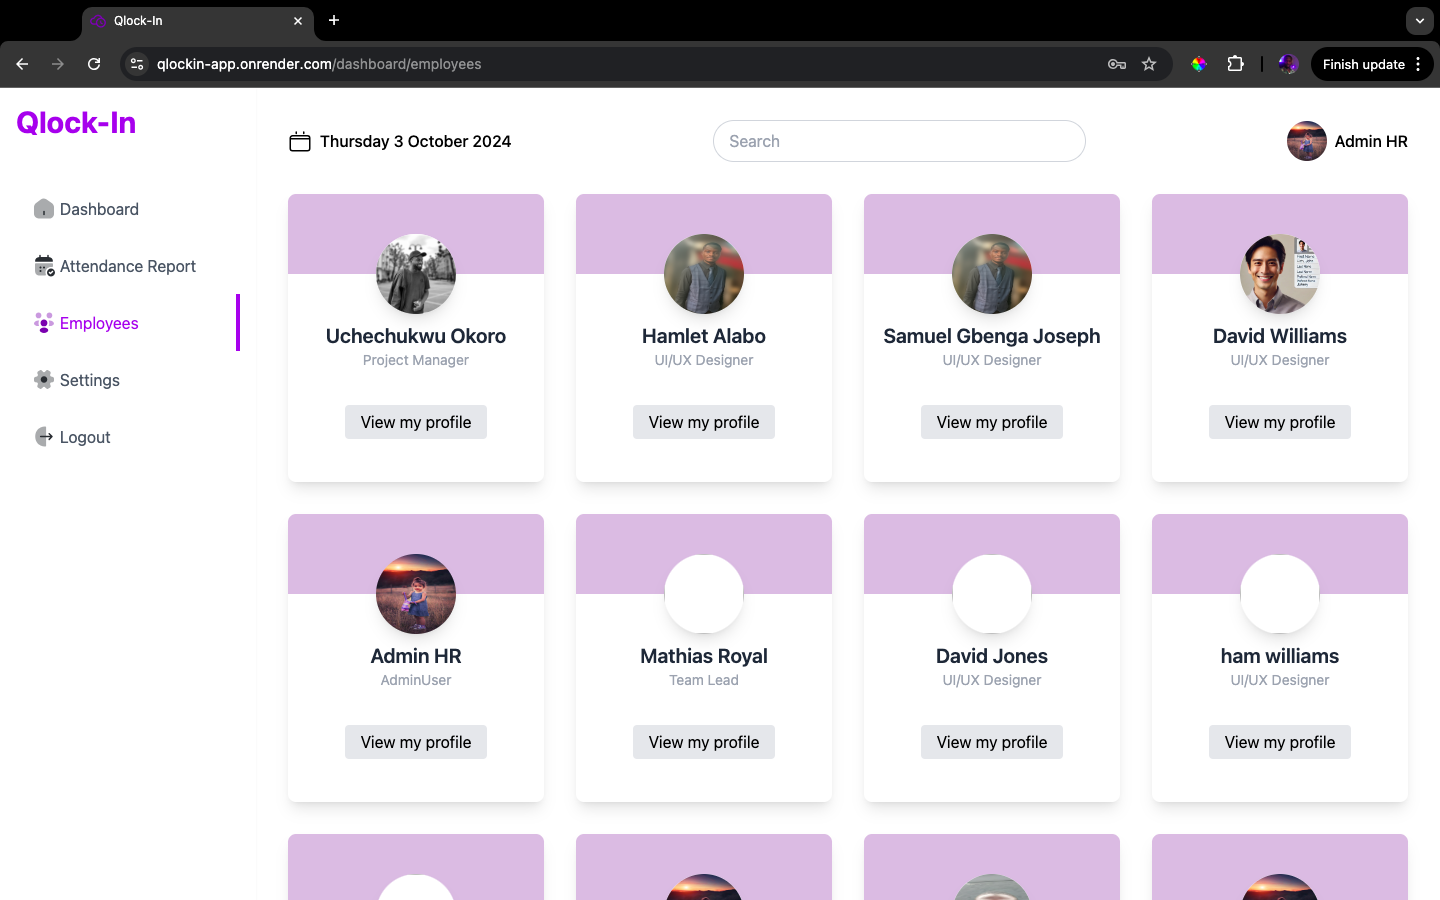 Qlock-In
Finish update
qlockin-app.onrender.com/dashboard/employees
Qlock-In
Thursday 3 October 2024
Search
Admin HR
Dashboard
Attendance Report
Employees
Settings
Logout
Uchechukwu Okoro
Project Manager
View my profile
Hamlet Alabo
UI/UX Designer
View my profile
Samuel Gbenga Joseph
UI/UX Designer
View my profile
David Williams
UI/UX Designer
View my profile
Admin HR
AdminUser
View my profile
Mathias Royal
Team Lead
View my profile
David Jones
UI/UX Designer
View my profile
ham williams
UI/UX Designer
View my profile